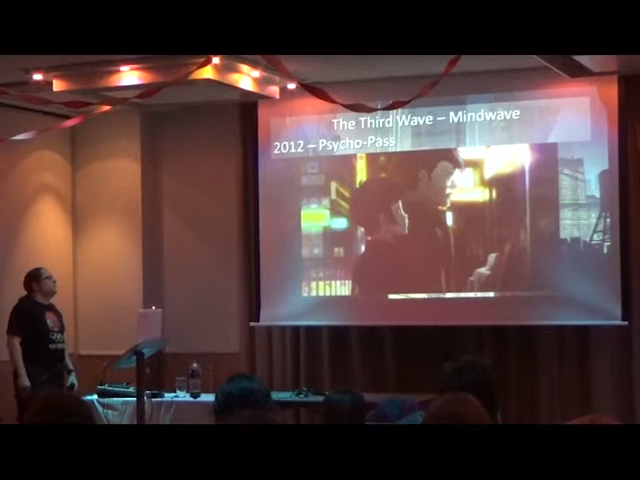 The Third Wave – Mindwave
2012 – Psycho-Pass